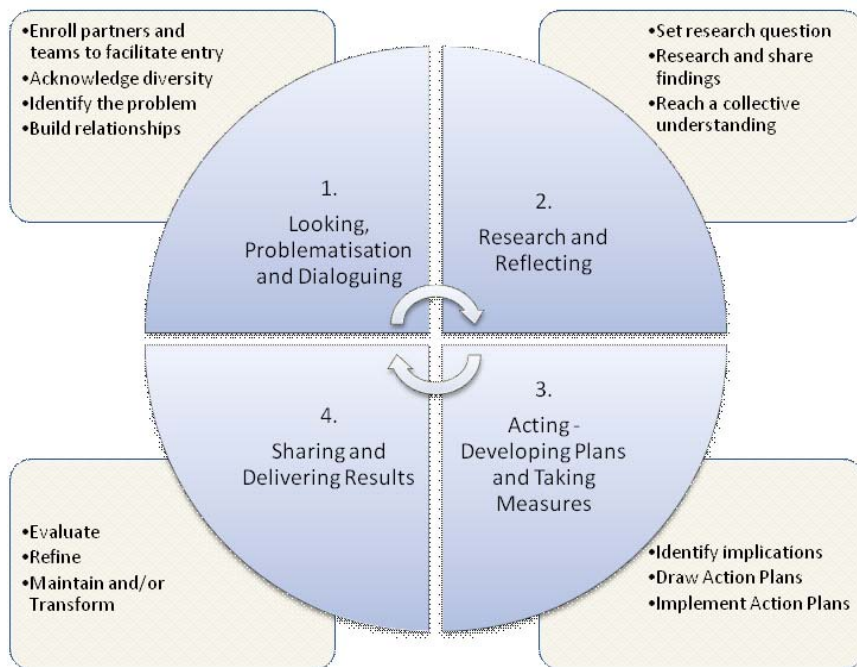 •Enroll partners and
teams to facilitate entry
•Acknowledge diversity
•Identify the problem
•Build relationships
•Set research question
•Research and share
findings
•Reach a collective
understanding
1.
Looking,
Problematisation
and Dialoguing
2.
Research and
Reflecting
3.
Acting -
Developing Plans
and Taking
Measures
4.
Sharing and
Delivering Results
•Evaluate
•Refine
•Maintain and/or
Transform
•Identify implications
•Draw Action Plans
•Implement Action Plans